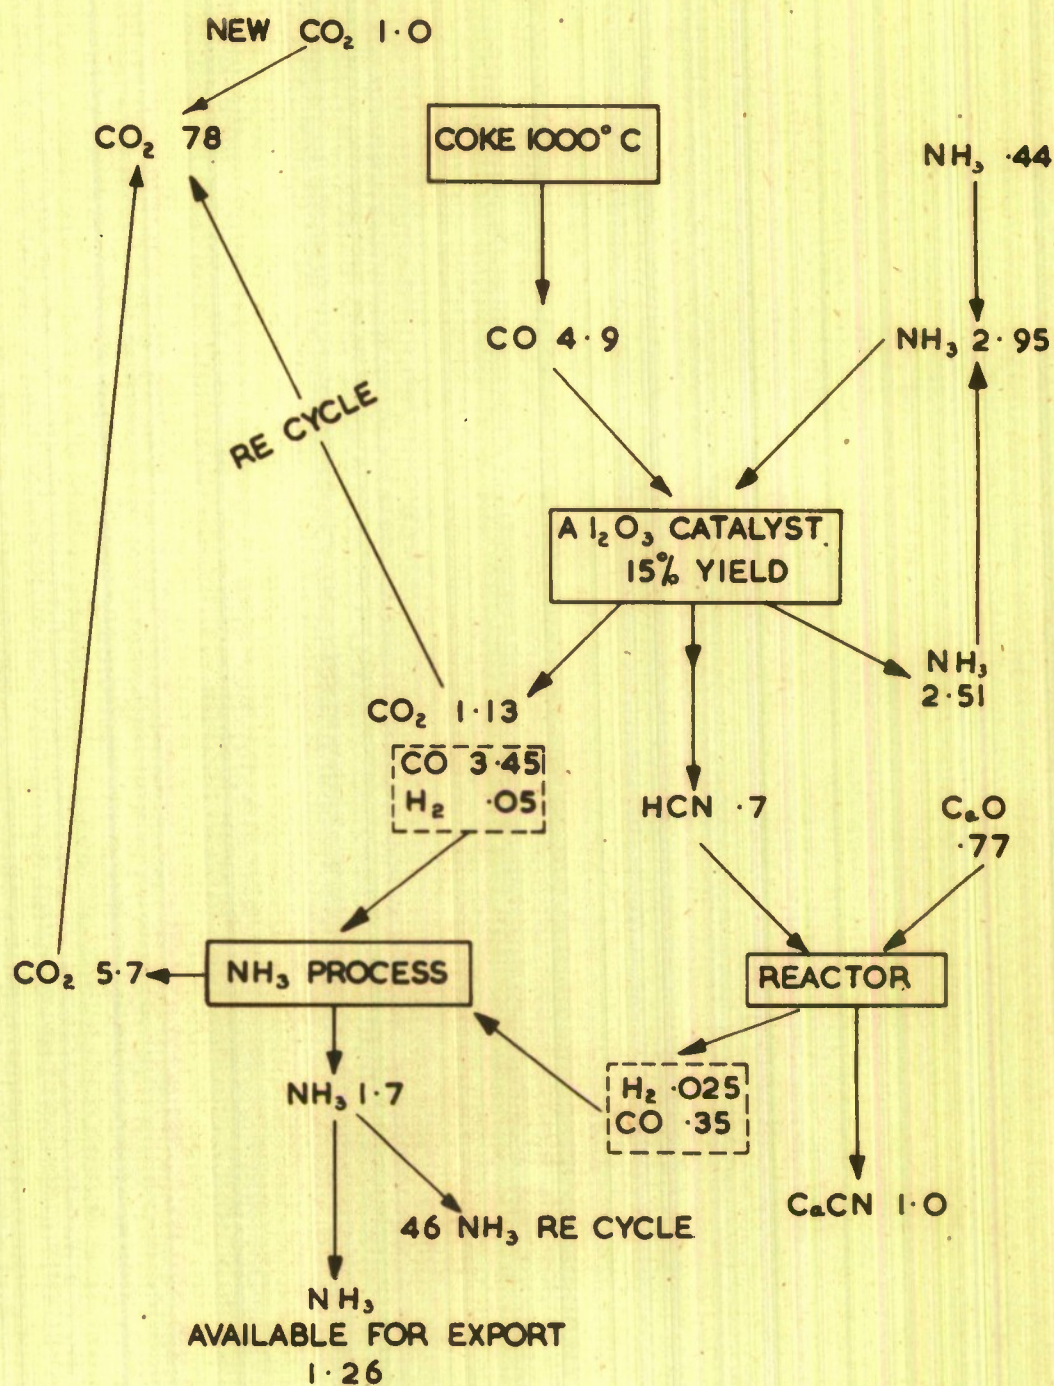 NEW CO₂ 1·0
CO₂ 78
COKE 1000° C
NH₃ ·44
CO 4·9
NH₃ 2·95
RE CYCLE
Al₂O₃ CATALYST.
15% YIELD
NH₃
2·51
CO₂ 1·13
CO 3·45
H₂ ·05
HCN ·7
CaO
·77
CO₂ 5·7
NH₃ PROCESS
REACTOR
NH₃ 1·7
H₂ ·025
CO ·35
46 NH₃ RE CYCLE
CaCN 1·0
NH₃
AVAILABLE FOR EXPORT
1·26